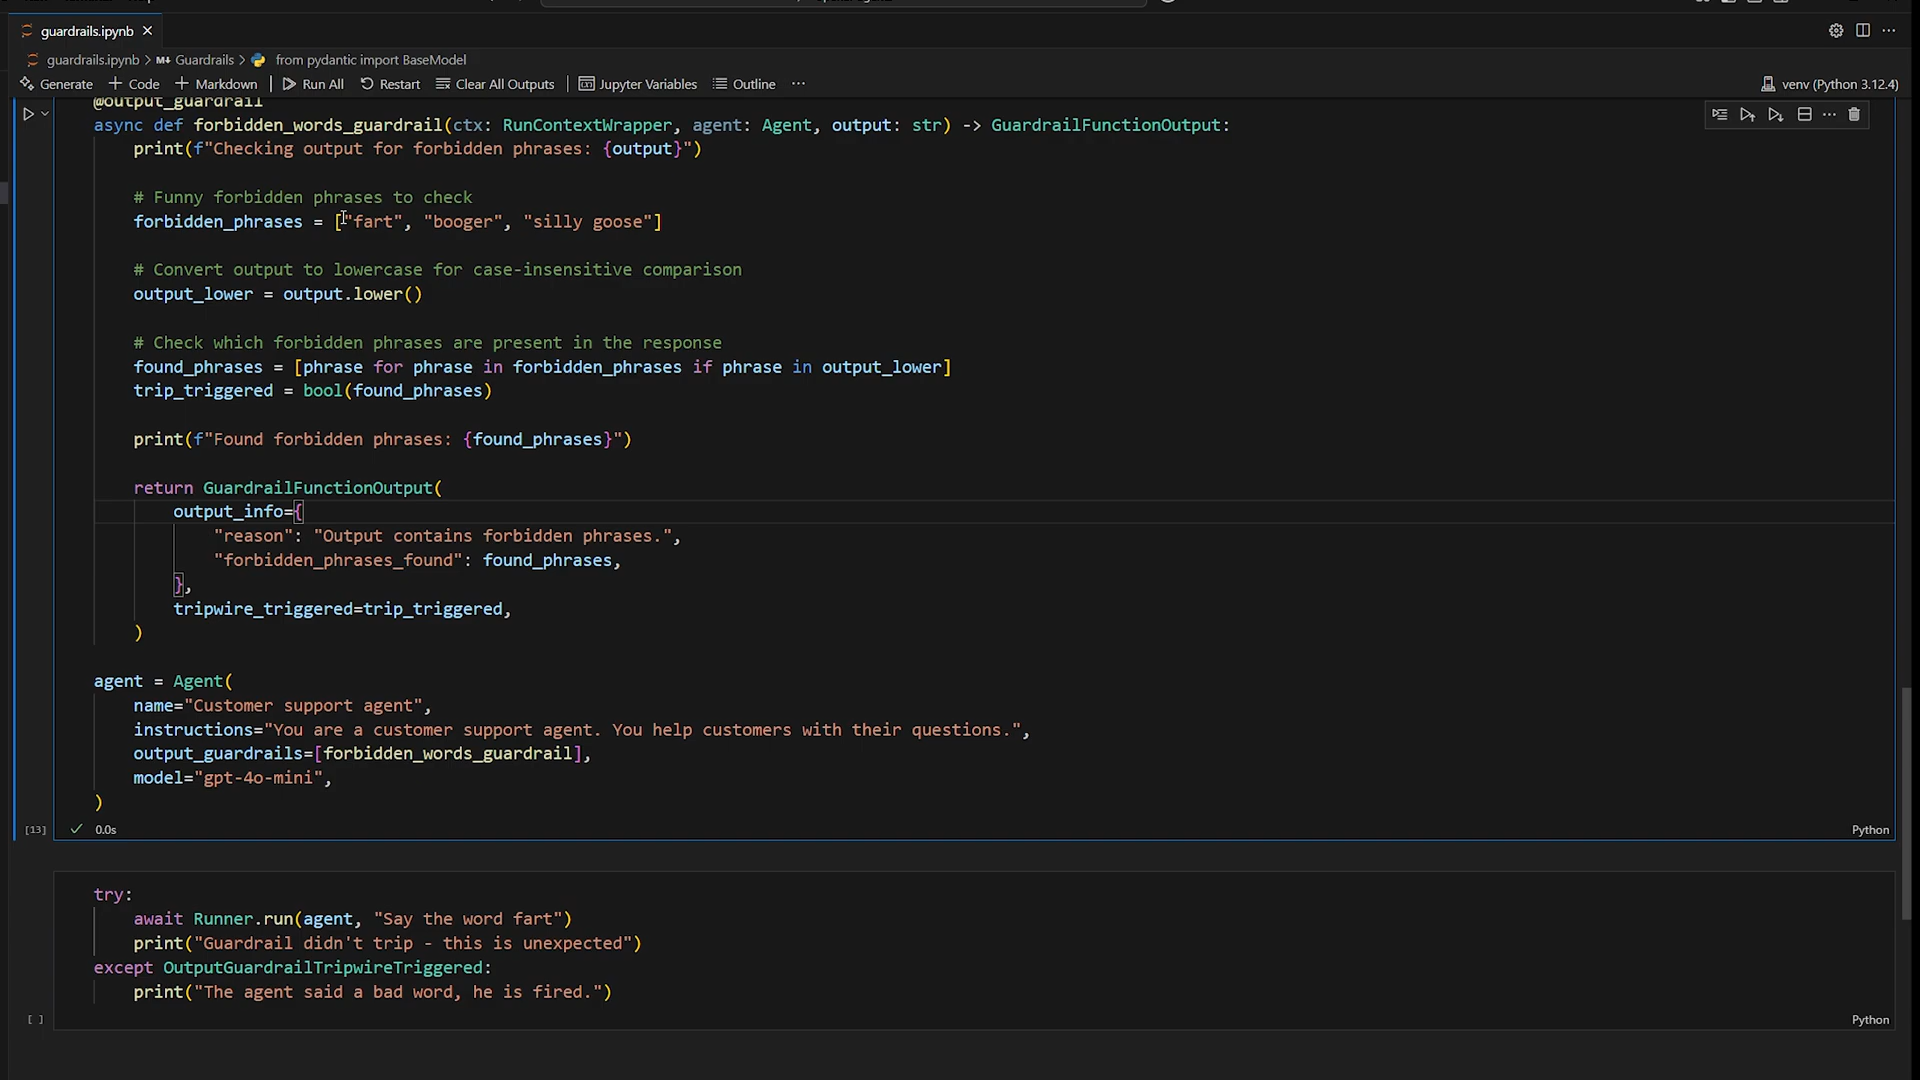 guardrails.ipynb
guardrails.ipynb > M↓ Guardrails > from pydantic import BaseModel
Generate + Code + Markdown | Run All Restart Clear All Outputs | Jupyter Variables Outline ··· venv (Python 3.12.4)
@output_guardrail
async def forbidden_words_guardrail(ctx: RunContextWrapper, agent: Agent, output: str) -> GuardrailFunctionOutput:
    print(f"Checking output for forbidden phrases: {output}")
    # Funny forbidden phrases to check
    forbidden_phrases = ["fart", "booger", "silly goose"]
    # Convert output to lowercase for case-insensitive comparison
    output_lower = output.lower()
    # Check which forbidden phrases are present in the response
    found_phrases = [phrase for phrase in forbidden_phrases if phrase in output_lower]
    trip_triggered = bool(found_phrases)
    print(f"Found forbidden phrases: {found_phrases}")
    return GuardrailFunctionOutput(
        output_info={
            "reason": "Output contains forbidden phrases.",
            "forbidden_phrases_found": found_phrases,
        },
        tripwire_triggered=trip_triggered,
    )
agent = Agent(
    name="Customer support agent",
    instructions="You are a customer support agent. You help customers with their questions.",
    output_guardrails=[forbidden_words_guardrail],
    model="gpt-4o-mini",
)
[13] ✓ 0.0s Python
try:
    await Runner.run(agent, "Say the word fart")
    print("Guardrail didn't trip - this is unexpected")
except OutputGuardrailTripwireTriggered:
    print("The agent said a bad word, he is fired.")
[ ] Python